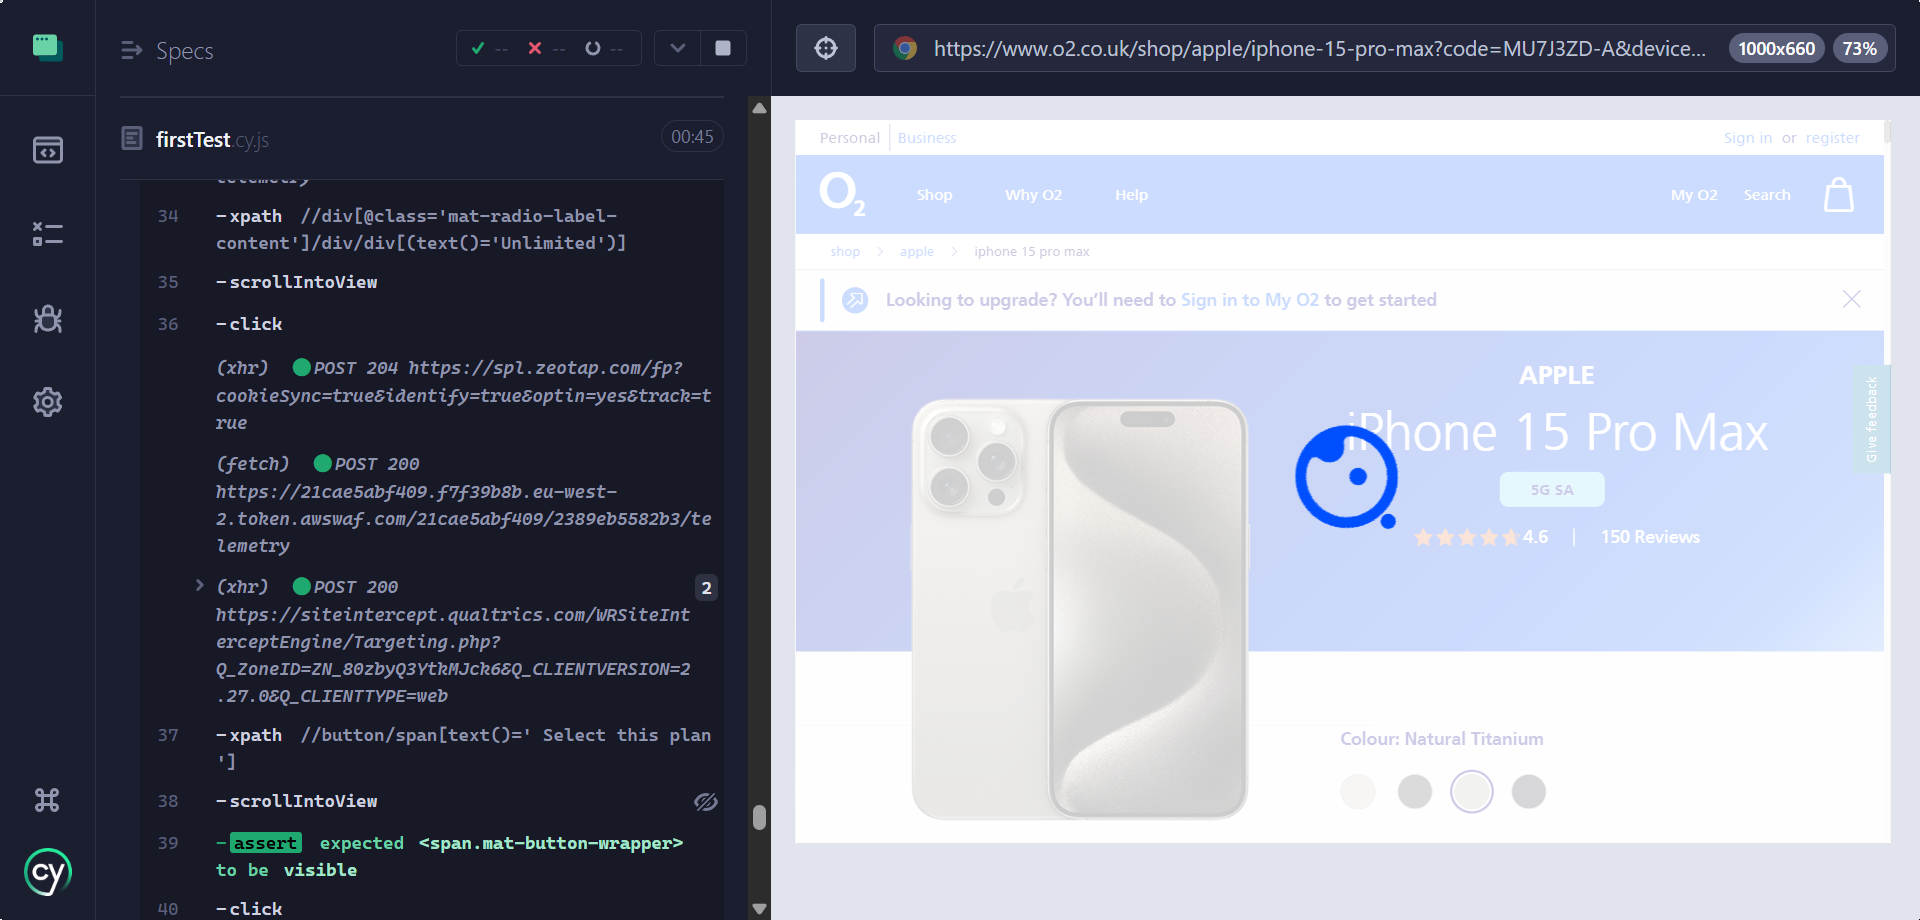 Specs
--
--
--
https://www.o2.co.uk/shop/apple/iphone-15-pro-max?code=MU7J3ZD-A&device...
1000x660
73%
firstTest.cy.js
00:45
telemetry
34
-xpath //div[@class='mat-radio-label-
content']/div/div[(text()='Unlimited')]
35
-scrollIntoView
36
-click
(xhr) POST 204 https://spl.zeotap.com/fp?
cookieSync=true&identify=true&optin=yes&track=t
rue
(fetch) POST 200
https://21cae5abf409.f7f39b8b.eu-west-
2.token.awswaf.com/21cae5abf409/2389eb5582b3/te
lemetry
(xhr) POST 200
2
https://siteintercept.qualtrics.com/WRSiteInt
erceptEngine/Targeting.php?
Q_ZoneID=ZN_80zbyQ3YtkMJck6&Q_CLIENTVERSION=2
.27.0&Q_CLIENTTYPE=web
37
-xpath //button/span[text()=' Select this plan
']
38
-scrollIntoView
39
-assert expected <span.mat-button-wrapper>
to be visible
40
-click
cy
Personal
Business
Sign in or register
O2
Shop
Why O2
Help
My O2
Search
shop
apple
iphone 15 pro max
Looking to upgrade? You'll need to Sign in to My O2 to get started
APPLE
iPhone 15 Pro Max
5G SA
4.6 | 150 Reviews
Give feedback
Colour: Natural Titanium